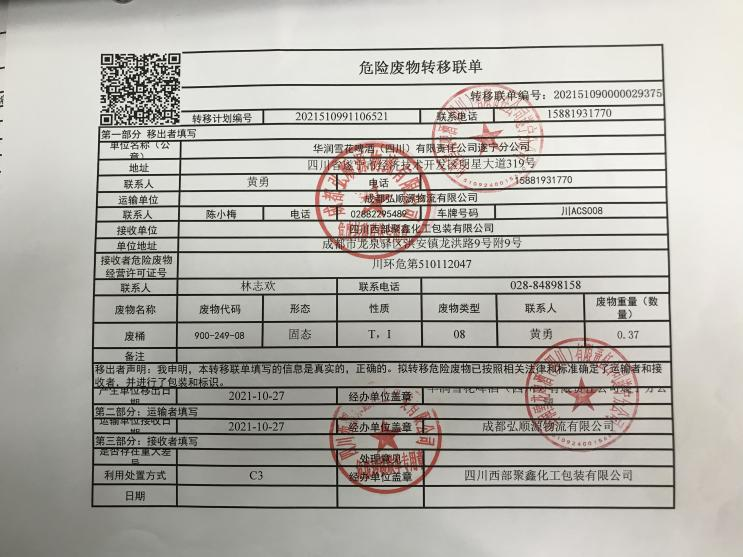 危险废物转移联单
转移联单编号: 202151090000029375
转移计划编号 2021510991106521 联系电话 15881931770
第一部分 移出者填写
单位名称（公章） 华润雪花啤酒（四川）有限责任公司遂宁分公司
地址 四川省遂宁市经济技术开发区明星大道319号
联系人 黄勇 电话 15881931770
运输单位 成都弘顺源物流有限公司
联系人 陈小梅 电话 02882295489 车牌号码 川ACS008
接收单位 四川西部聚鑫化工包装有限公司
单位地址 成都市龙泉驿区洪安镇龙洪路9号附9号
接收者危险废物
经营许可证号 川环危第510112047
联系人 林志欢 联系电话 028-84898158
废物名称 废物代码 形态 性质 废物类型 联系人 废物重量（数量）
废桶 900-249-08 固态 T，I 08 黄勇 0.37
备注
移出者声明：我申明，本转移联单填写的信息是真实的，正确的。拟转移危险废物已按照相关法律和标准确定了运输者和接
收者，并进行了包装和标识。
产生单位移出日期 2021-10-27 经办单位盖章
第二部分：运输者填写
运输单位接收日期 2021-10-27 经办单位盖章 成都弘顺源物流有限公司
第三部分：接收者填写
是否存在重大差异 处理意见
利用处置方式 C3 经办单位盖章 四川西部聚鑫化工包装有限公司
日期